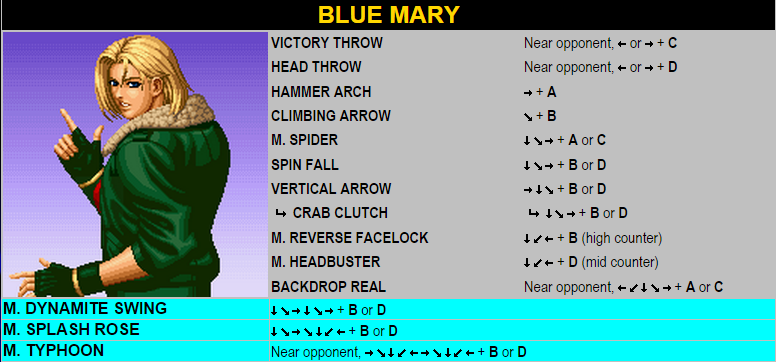 BLUE MARY
VICTORY THROW Near opponent, ← or → + C
HEAD THROW Near opponent, ← or → + D
HAMMER ARCH → + A
CLIMBING ARROW ↘ + B
M. SPIDER ↓↘→ + A or C
SPIN FALL ↓↘→ + B or D
VERTICAL ARROW →↓↘ + B or D
↳ CRAB CLUTCH ↳ ↓↘→ + B or D
M. REVERSE FACELOCK ↓↙← + B (high counter)
M. HEADBUSTER ↓↙← + D (mid counter)
BACKDROP REAL Near opponent, ←↙↓↘→ + A or C
M. DYNAMITE SWING ↓↘→↓↘→ + B or D
M. SPLASH ROSE ↓↘→↘↓↙← + B or D
M. TYPHOON Near opponent, →↘↓↙←→↘↓↙← + B or D